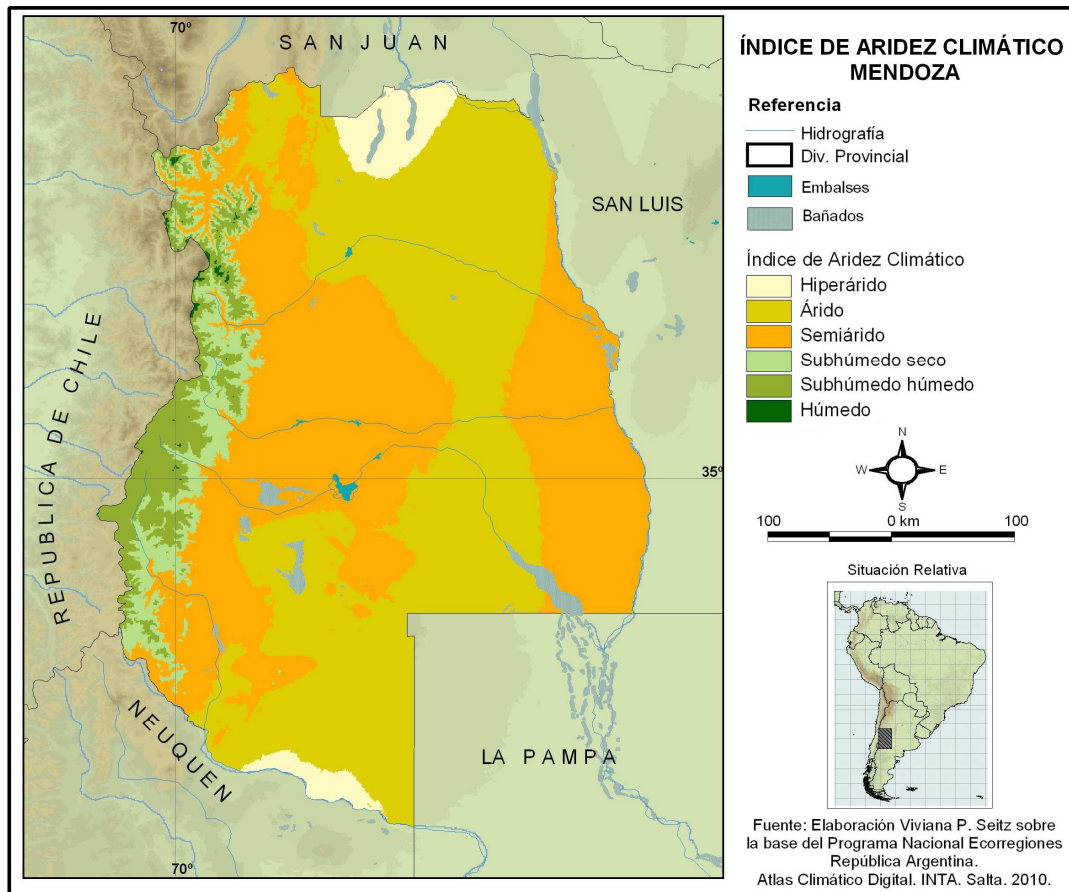 ÍNDICE DE ARIDEZ CLIMÁTICO
MENDOZA
Referencia
Hidrografía
Div. Provincial
Embalses
Bañados
Índice de Aridez Climático
Hiperárido
Árido
Semiárido
Subhúmedo seco
Subhúmedo húmedo
Húmedo
N
W
E
S
100
0 km
100
Situación Relativa
Fuente: Elaboración Viviana P. Seitz sobre
la base del Programa Nacional Ecorregiones
República Argentina.
Atlas Climático Digital. INTA. Salta. 2010.
70º
SAN JUAN
SAN LUIS
REPUBLICA DE CHILE
35º
NEUQUEN
LA PAMPA
70º